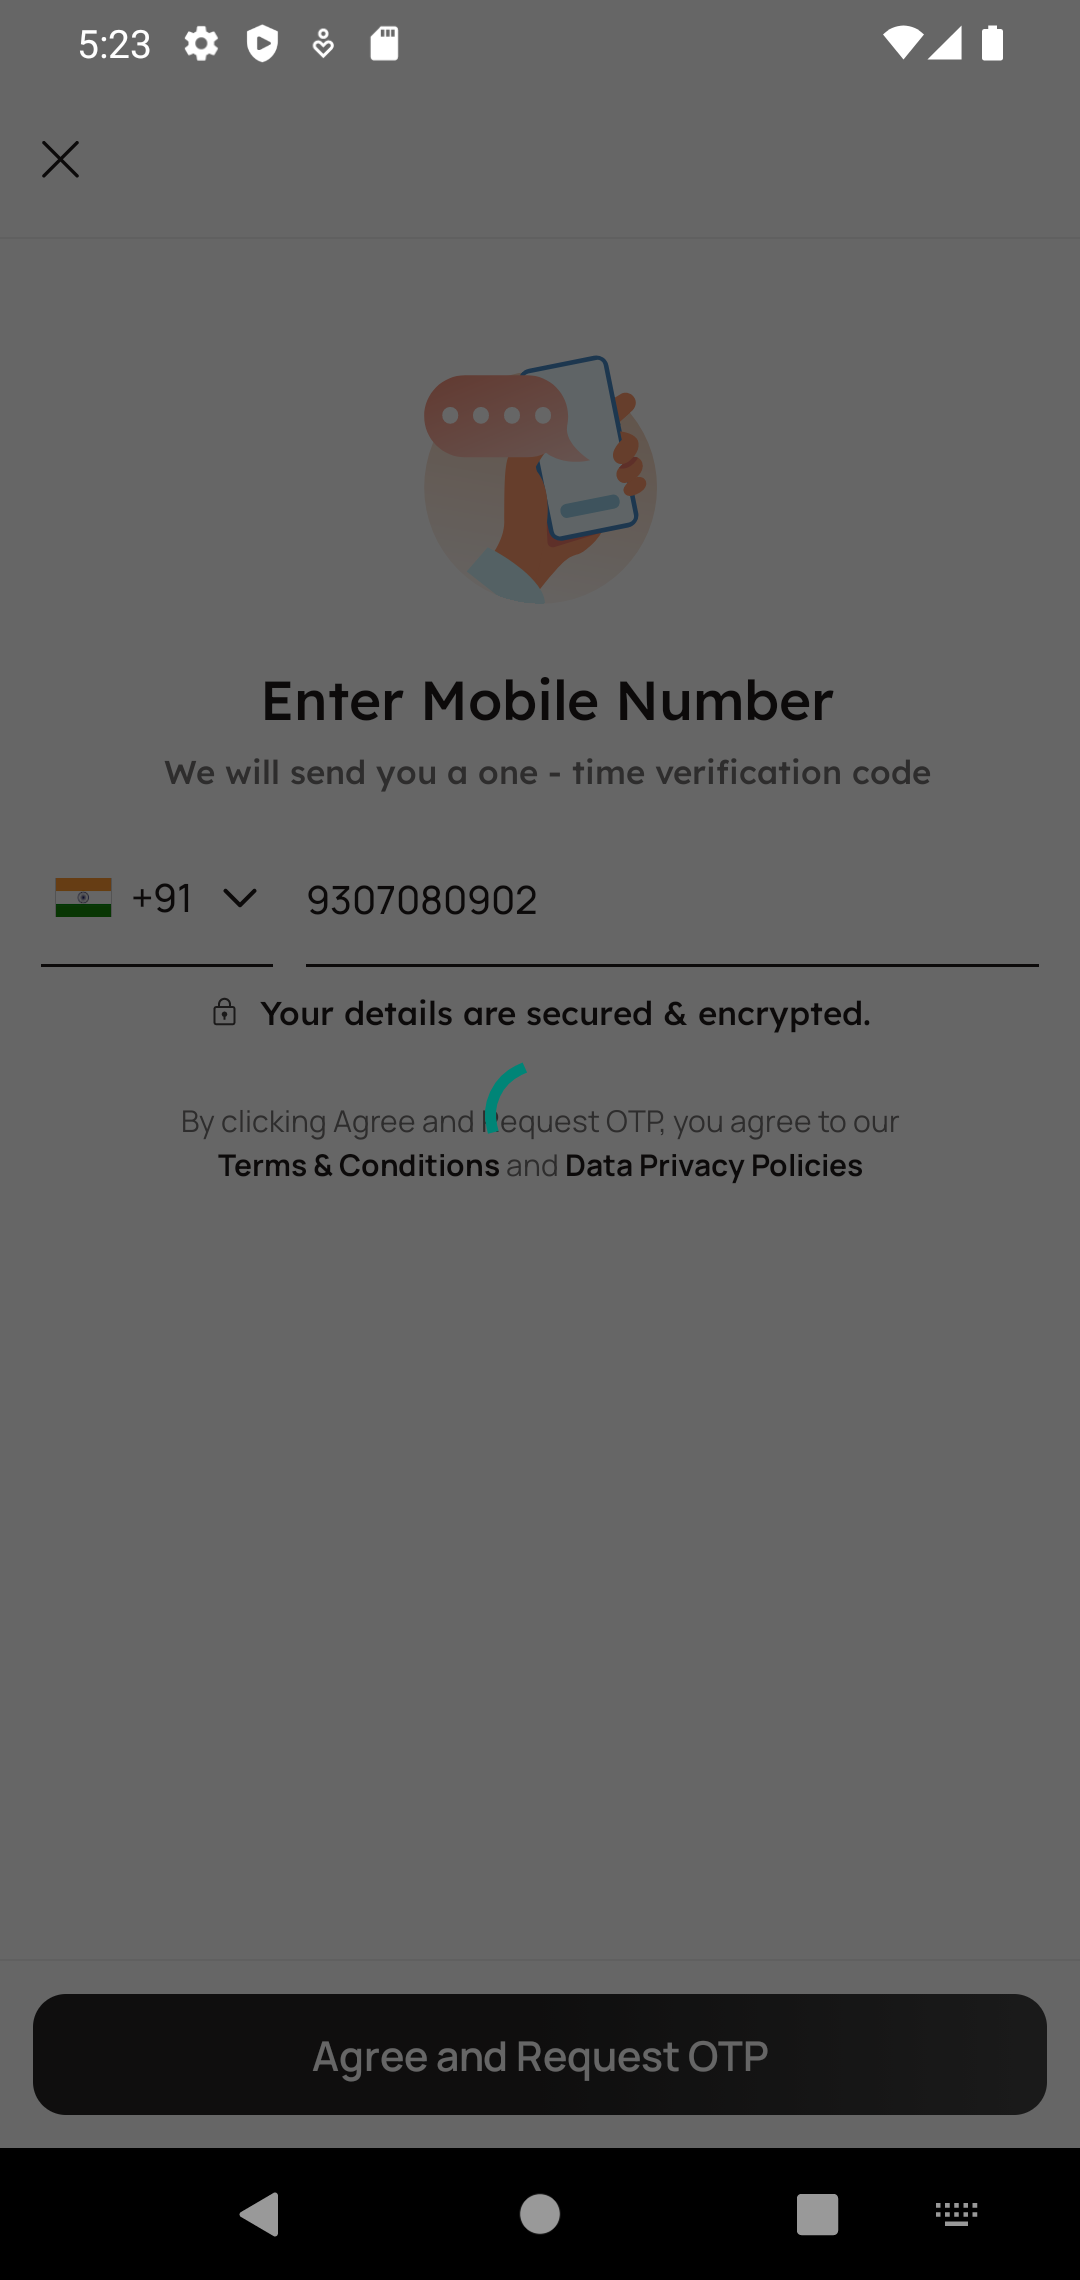 5:23
Enter Mobile Number
We will send you a one - time verification code
+91 9307080902
Your details are secured & encrypted.
By clicking Agree and Request OTP, you agree to our
Terms & Conditions and Data Privacy Policies
Agree and Request OTP